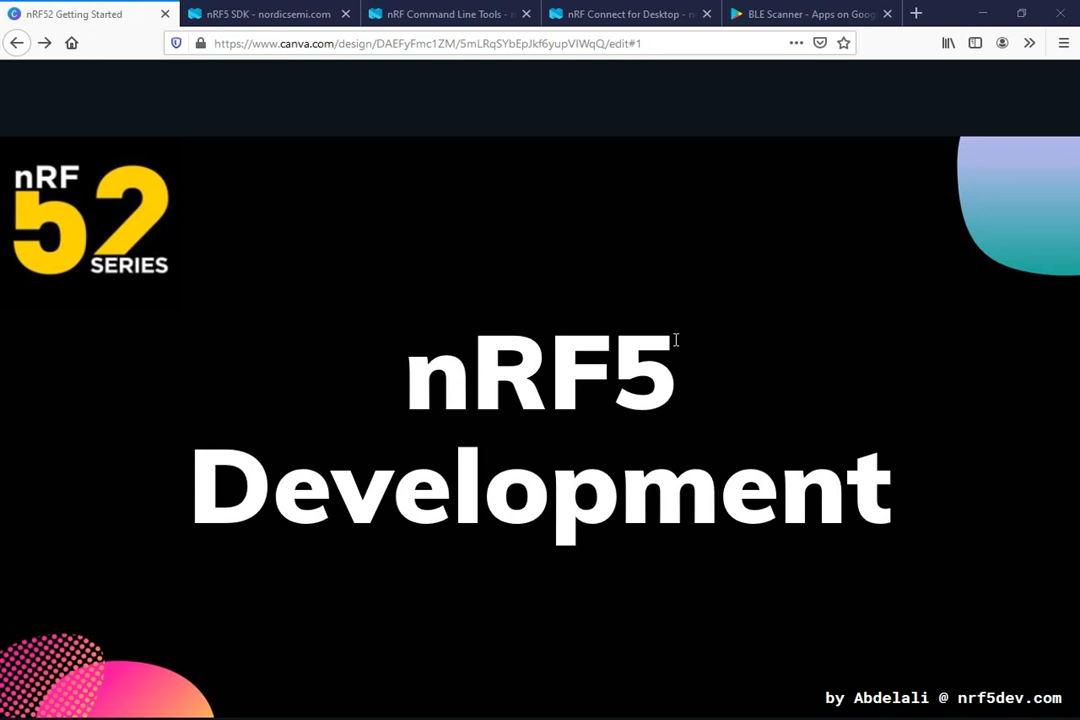 nRF52 Getting Started
nRF5 SDK - nordicsemi.com
nRF Command Line Tools - n
nRF Connect for Desktop - n
BLE Scanner - Apps on Goog
https://www.canva.com/design/DAEFyFmc1ZM/5mLRqSYbEpJkf6yupVIWqQ/edit#1
nRF
52
SERIES
nRF5
Development
by Abdelali @ nrf5dev.com